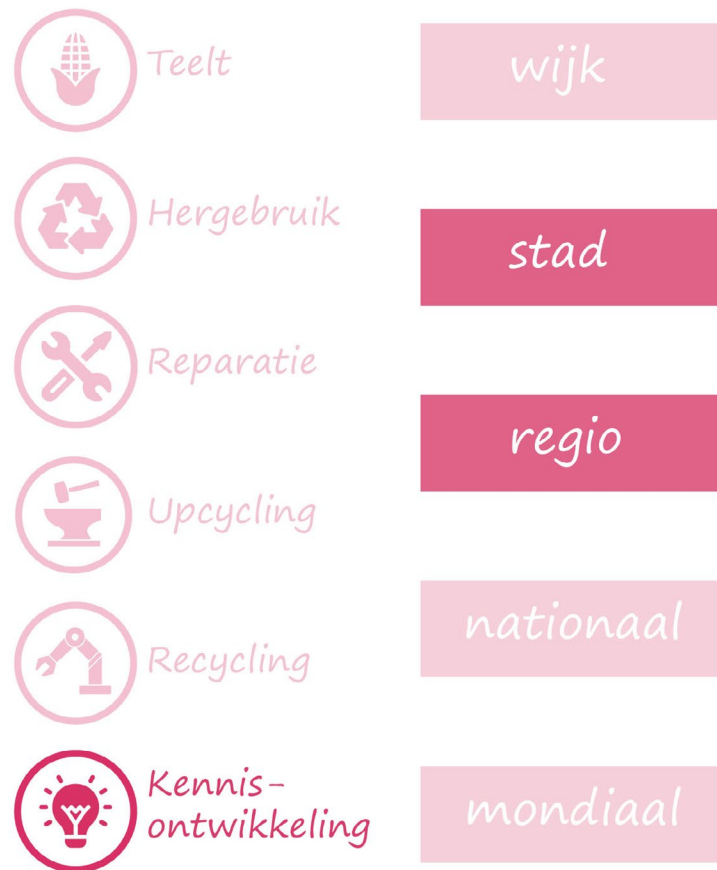 Teelt
Hergebruik
Reparatie
Upcycling
Recycling
Kennis-
ontwikkeling
wijk
stad
regio
nationaal
mondiaal